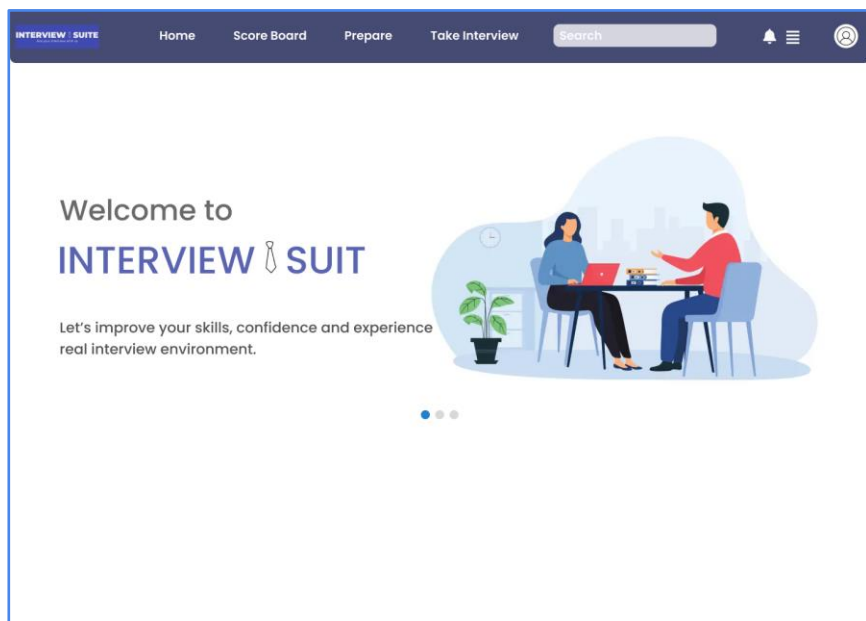 INTERVIEW SUITE
Home
Score Board
Prepare
Take Interview
Search
Welcome to
INTERVIEW SUIT
Let's improve your skills, confidence and experience
real interview environment.